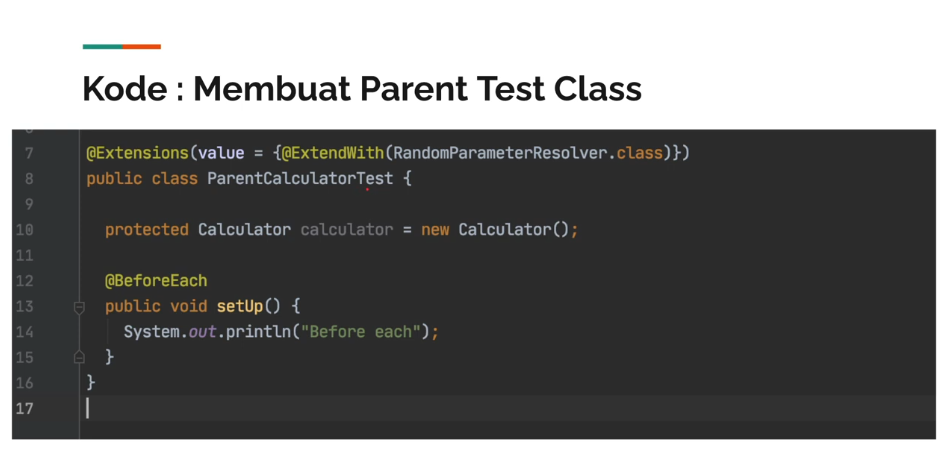 Kode : Membuat Parent Test Class
7 @Extensions(value = {@ExtendWith(RandomParameterResolver.class)})
8 public class ParentCalculatorTest {
9
10 protected Calculator calculator = new Calculator();
11
12 @BeforeEach
13 public void setUp() {
14 System.out.println("Before each");
15 }
16 }
17